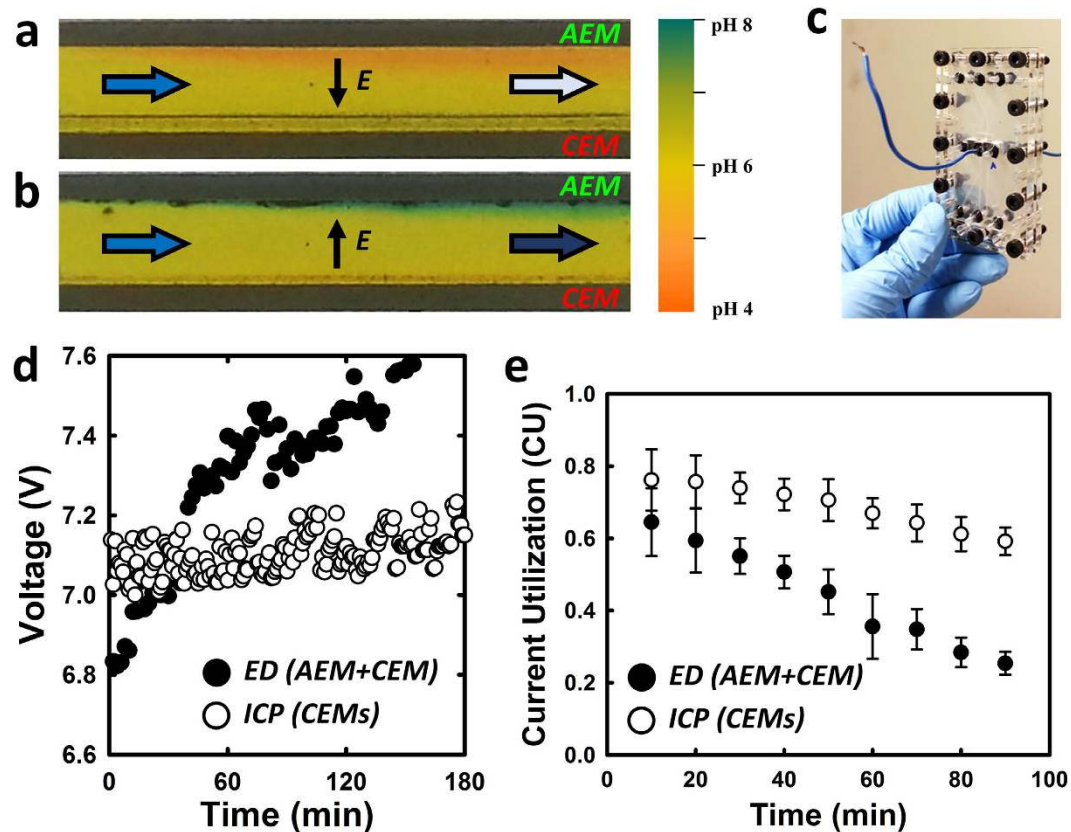 a
AEM
E
CEM
b
AEM
E
CEM
pH 8
pH 6
pH 4
c
A
d
7.6
7.4
7.2
7.0
6.8
6.6
Voltage (V)
ED (AEM+CEM)
ICP (CEMs)
0
60
120
180
Time (min)
e
1.0
0.8
0.6
0.4
0.2
0.0
Current Utilization (CU)
ED (AEM+CEM)
ICP (CEMs)
0
20
40
60
80
100
Time (min)